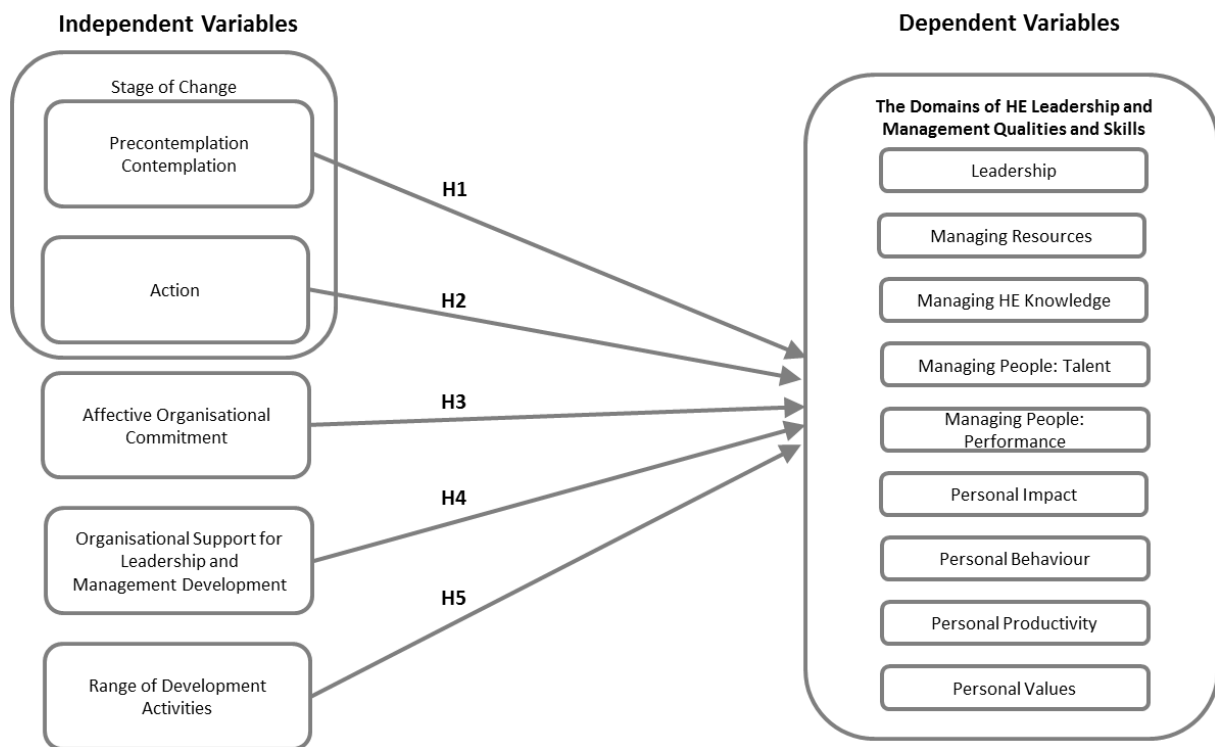 Independent Variables
Stage of Change
Precontemplation
Contemplation
Action
Affective Organisational
Commitment
Organisational Support for
Leadership and
Management Development
Range of Development
Activities
H1
H2
H3
H4
H5
Dependent Variables
The Domains of HE Leadership and
Management Qualities and Skills
Leadership
Managing Resources
Managing HE Knowledge
Managing People: Talent
Managing People:
Performance
Personal Impact
Personal Behaviour
Personal Productivity
Personal Values